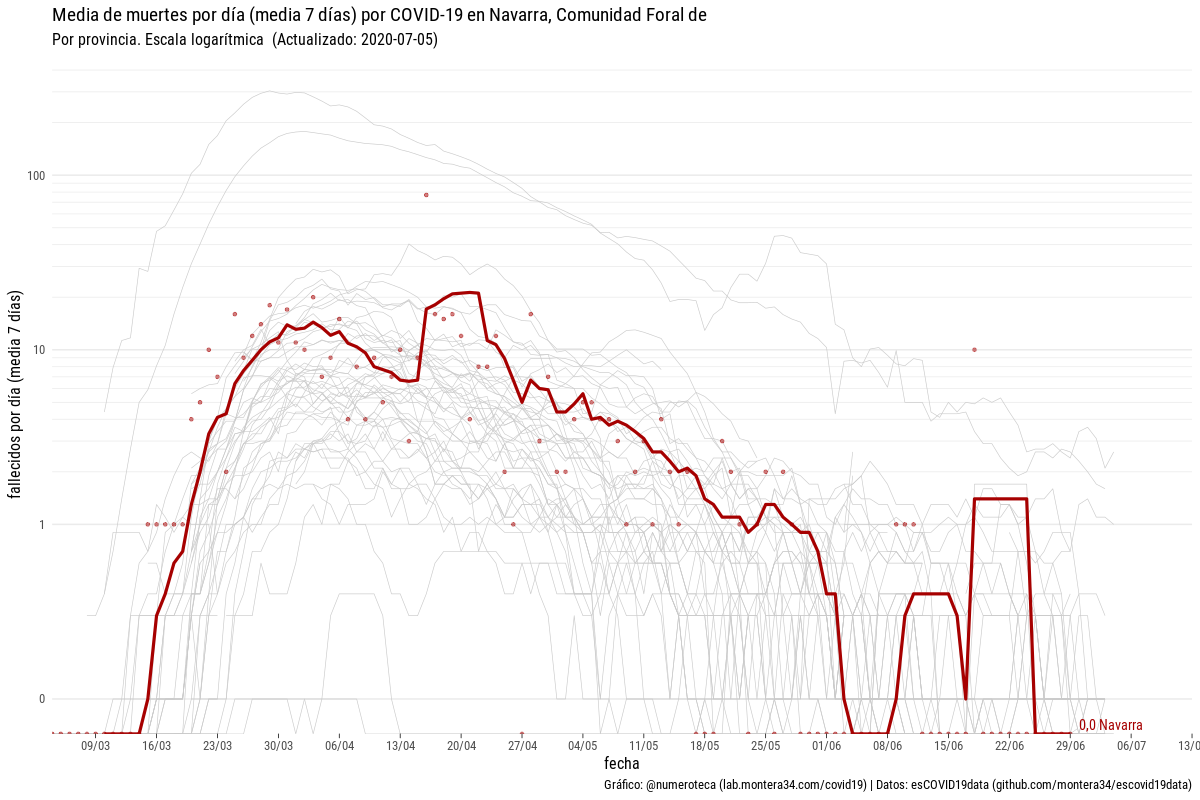 Media de muertes por día (media 7 días) por COVID-19 en Navarra, Comunidad Foral de
Por provincia. Escala logarítmica (Actualizado: 2020-07-05)
fallecidos por día (media 7 días)
100
10
1
0
0,0 Navarra
09/03 16/03 23/03 30/03 06/04 13/04 20/04 27/04 04/05 11/05 18/05 25/05 01/06 08/06 15/06 22/06 29/06 06/07 13/0
fecha
Gráfico: @numeroteca (lab.montera34.com/covid19) | Datos: esCOVID19data (github.com/montera34/escovid19data)